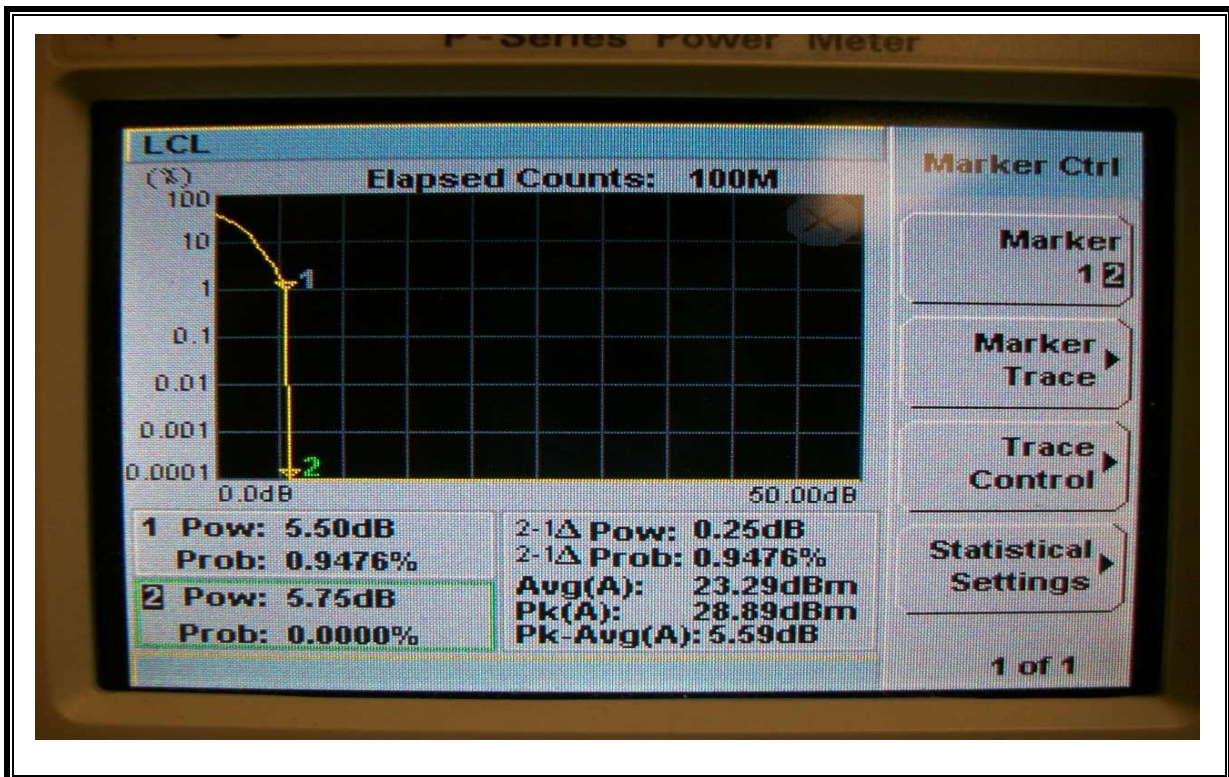 P-Series Power Meter
LCL
Marker Ctrl
(%)
Elapsed Counts: 100M
100
10
1
0.1
0.01
0.001
0.0001
1
2
0.0dB
50.00dB
Marker
1 2
Marker
Trace
Trace
Control
Statistical
Settings
1 of 1
1 Pow: 5.50dB
Prob: 0.9476%
2 Pow: 5.75dB
Prob: 0.0000%
2-1Δ Pow: 0.25dB
2-1Δ Prob: 0.9476%
Avg(A): 23.29dBm
Pk(A): 28.89dBm
Pk-Avg(A): 5.59dB